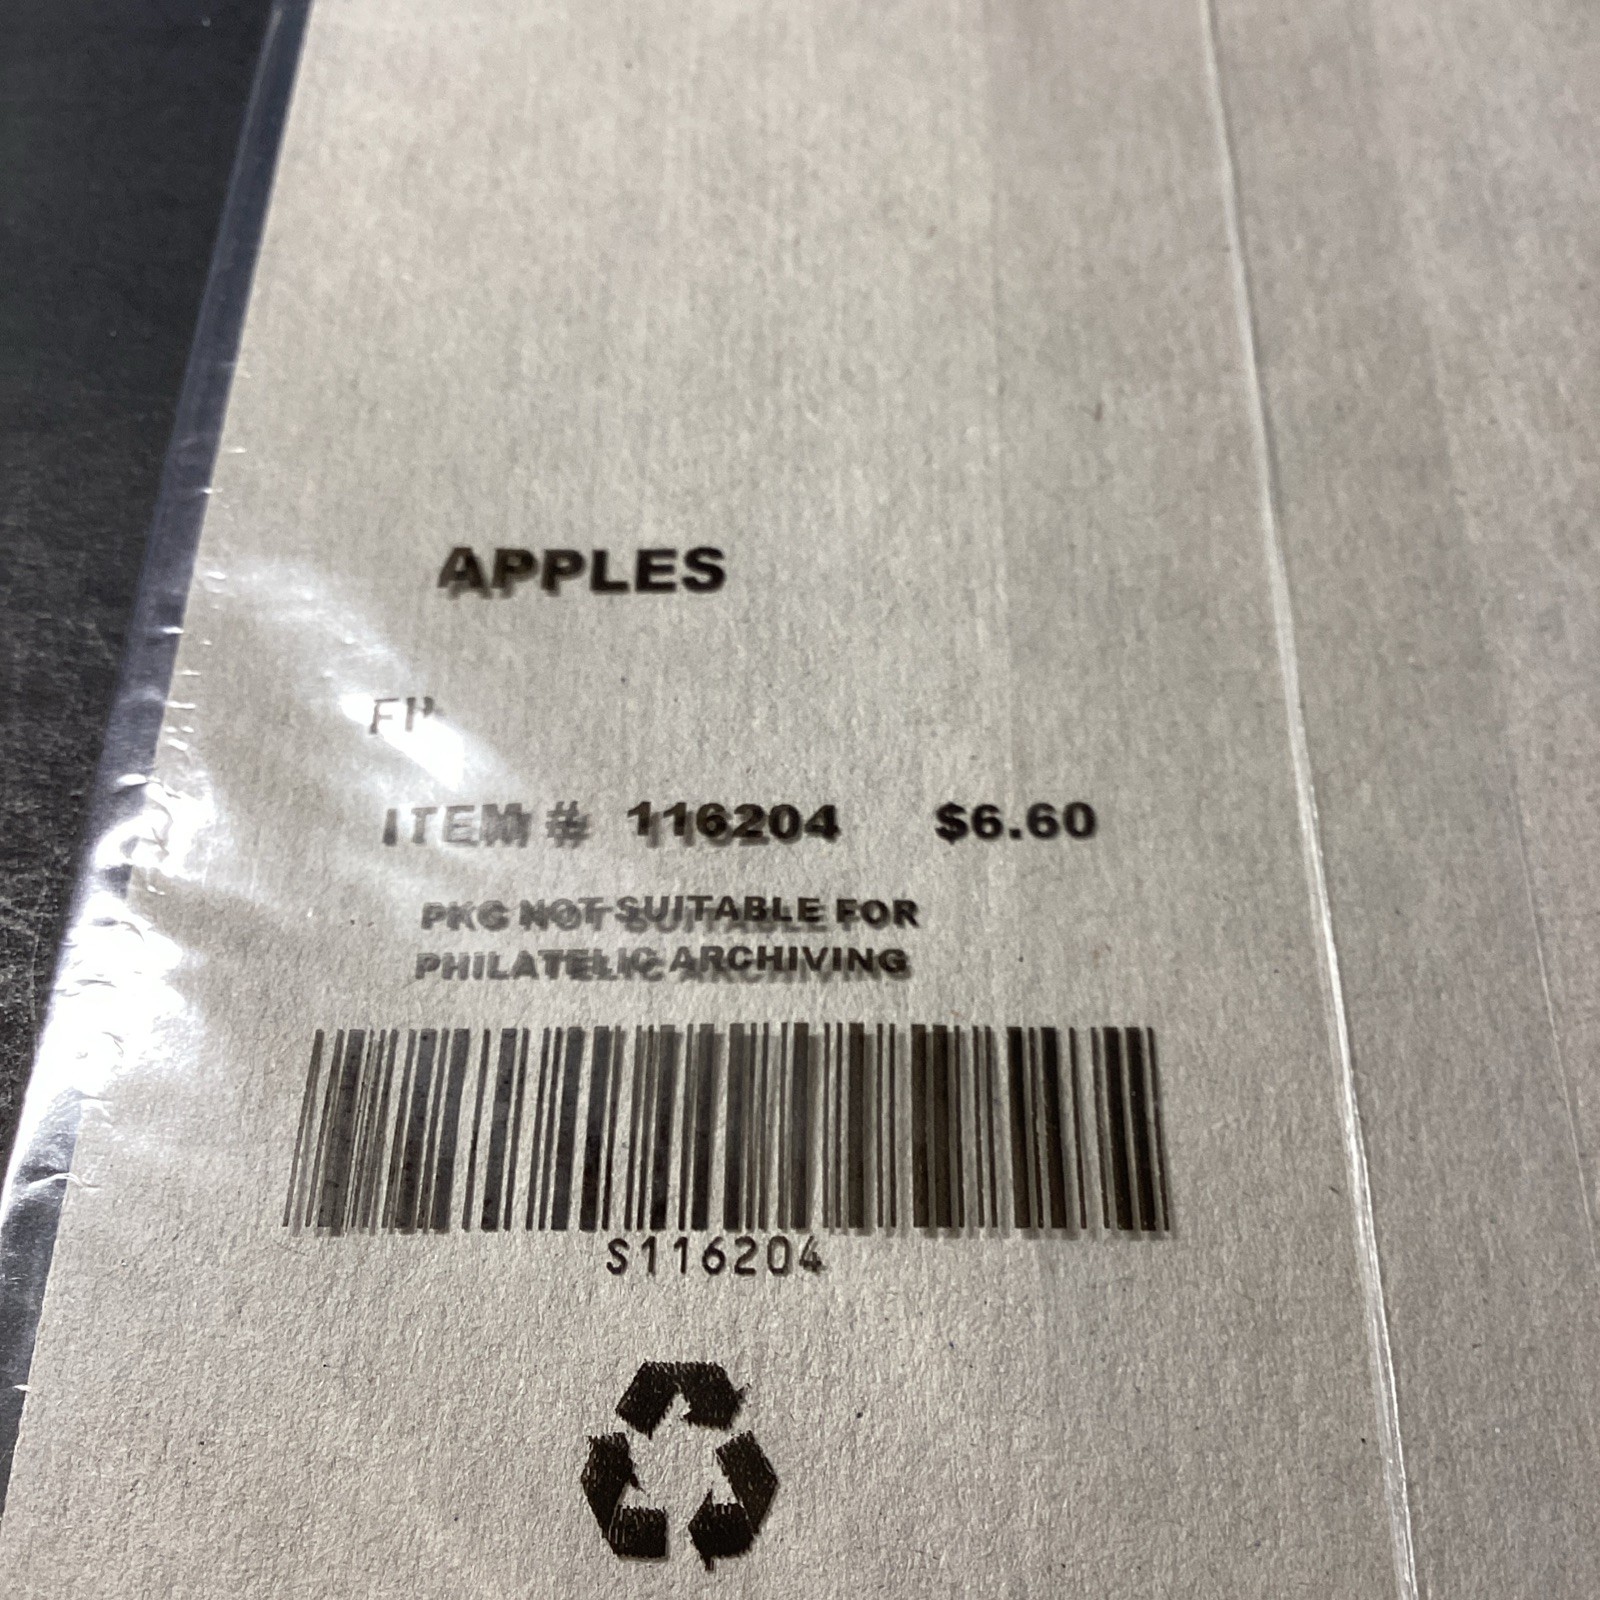 APPLES
ITEM # 116204 $6.60
PKG NOT SUITABLE FOR
PHILATELIC ARCHIVING
S116204